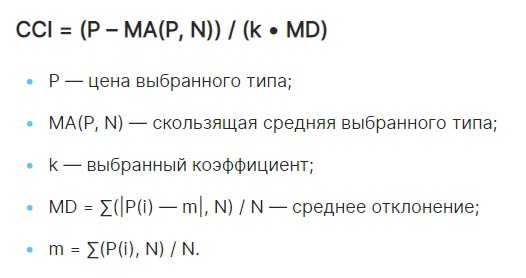 CCI = (P – MA(P, N)) / (k • MD)
• P — цена выбранного типа;
• MA(P, N) — скользящая средняя выбранного типа;
• k — выбранный коэффициент;
• MD = ∑(|P(i) — m|, N) / N — среднее отклонение;
• m = ∑(P(i), N) / N.